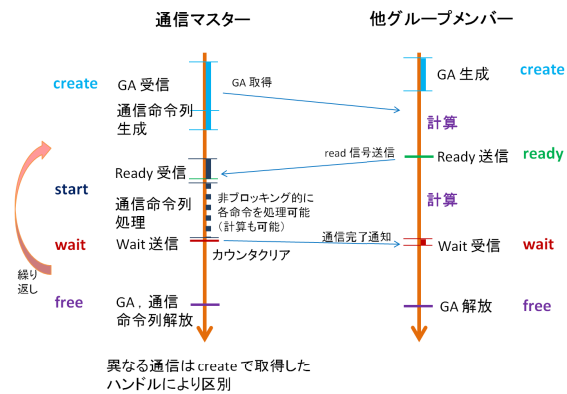 通信マスター
他グループメンバー
create
GA 受信
GA 取得
GA 生成
create
通信命令列
生成
計算
read 信号送信
Ready 受信
Ready 送信
ready
start
通信命令列
処理
非ブロッキング的に
各命令を処理可能
(計算も可能)
計算
wait
Wait 送信
通信完了通知
Wait 受信
wait
カウンタクリア
繰り
返し
free
GA , 通信
命令列解放
GA 解放
free
異なる通信は create で取得した
ハンドルにより区別